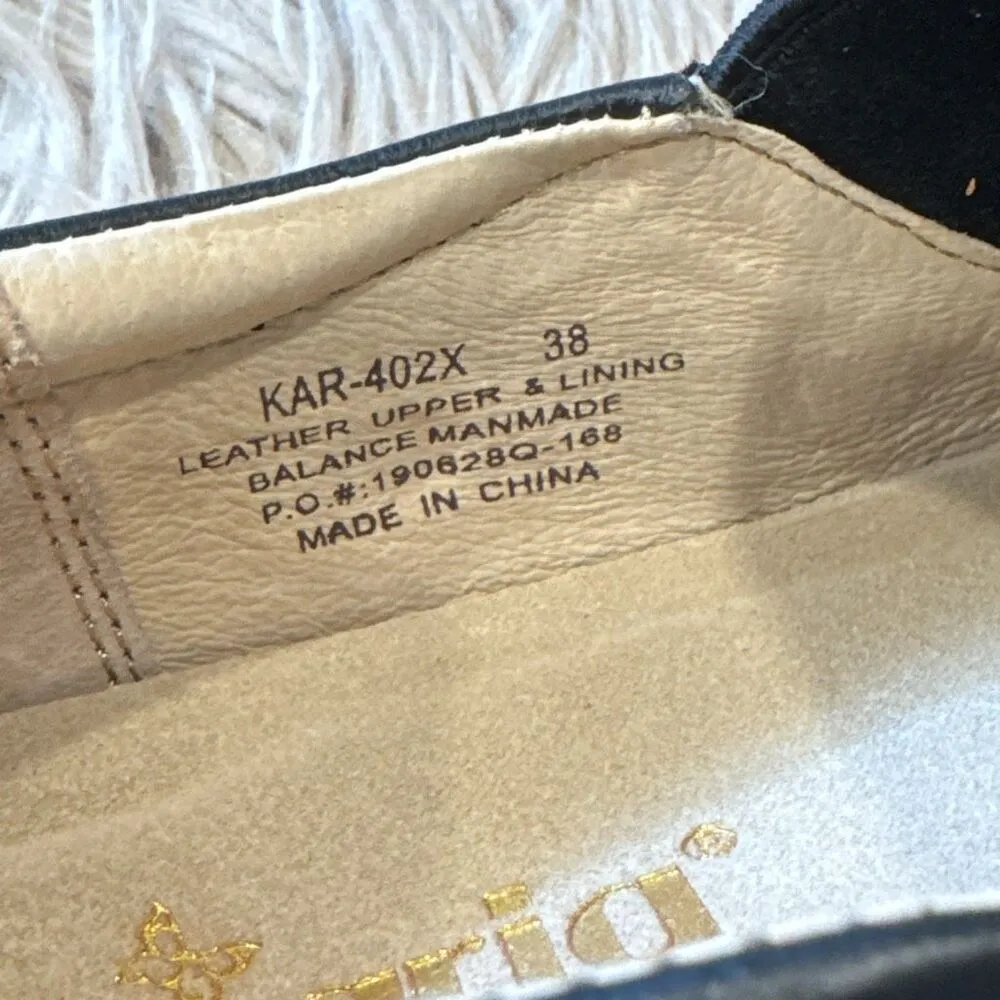 KAR-402X 38
LEATHER UPPER & LINING
BALANCE MANMADE
P.O.#:190628Q-168
MADE IN CHINA